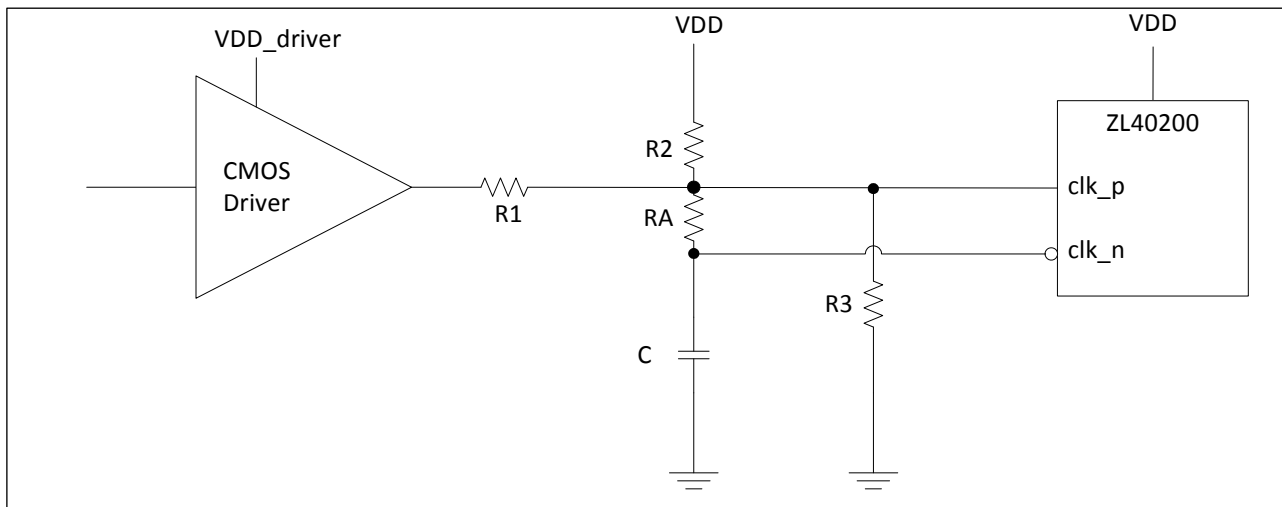 VDD_driver
VDD
VDD
ZL40200
R2
CMOS
Driver
clk_p
R1
RA
clk_n
R3
C